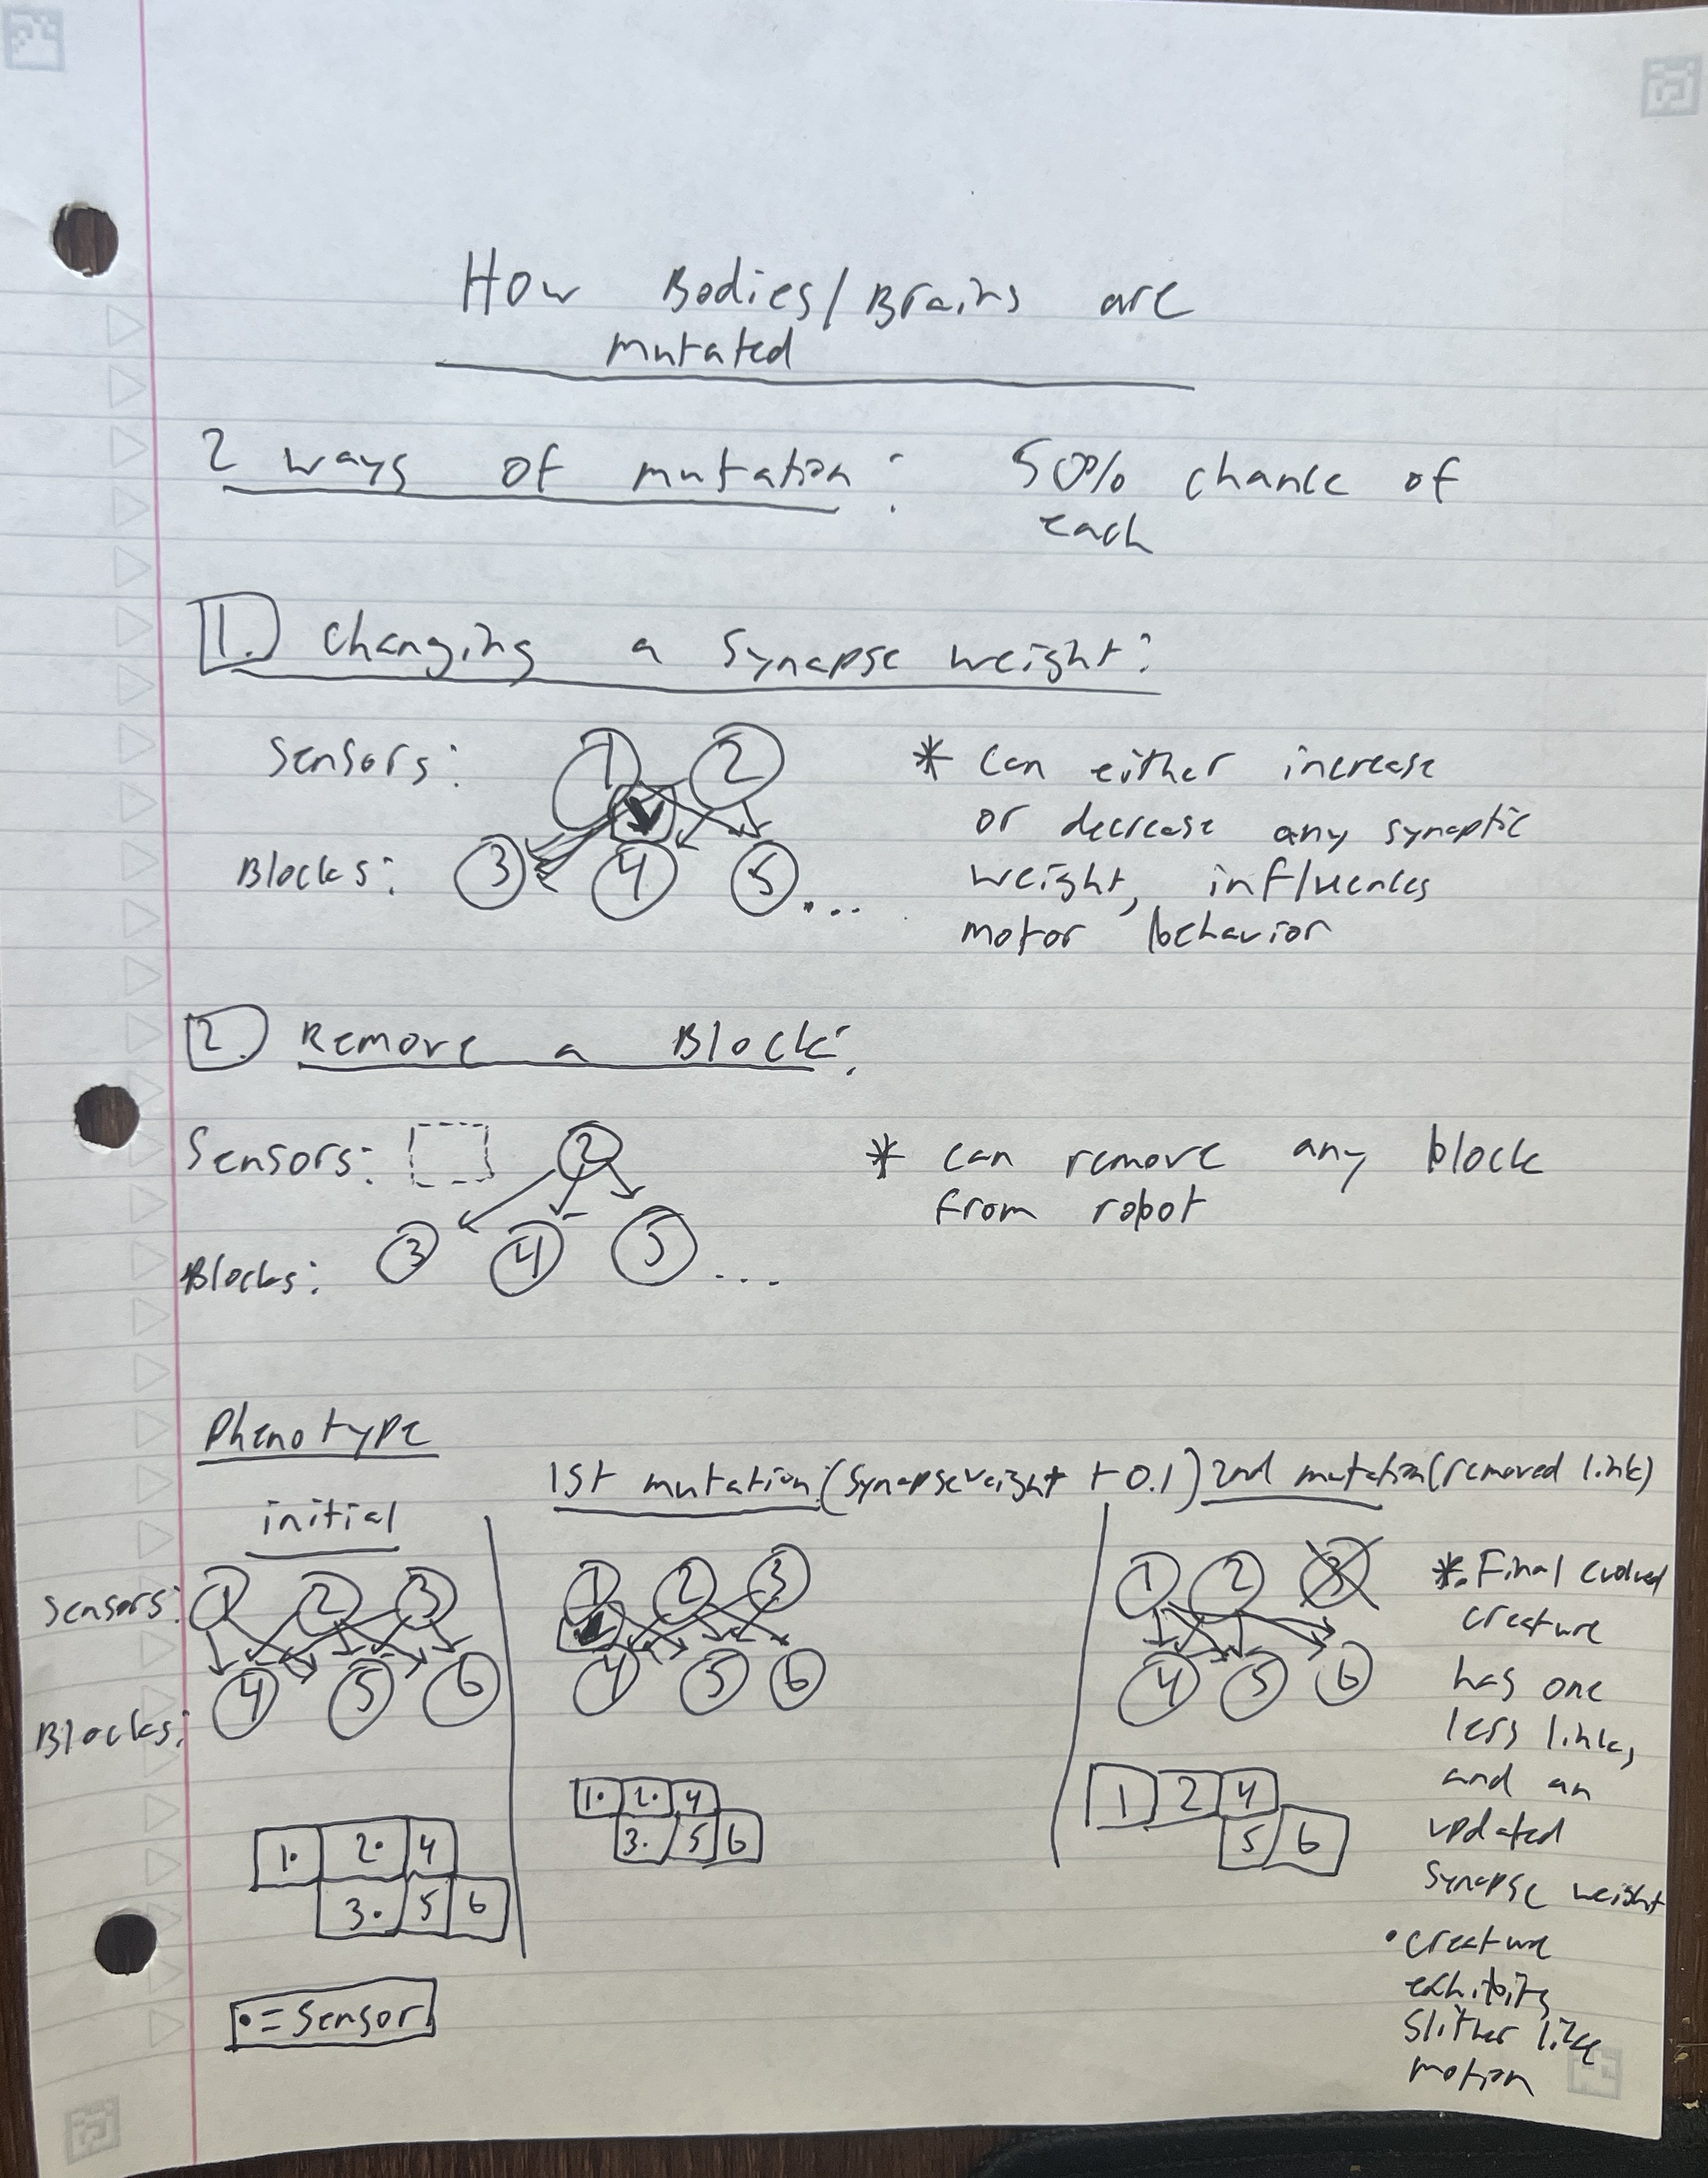 How Bodies/Brains are
mutated
2 ways of mutation: 50% chance of
each
1. Changing a synapse weight:
Sensors: 1 2
Blocks: 3 4 5 ...
* can either increase
or decrease any synaptic
weight, influences
motor behavior
2. Remove a Block:
Sensors: 2
Blocks: 3 4 5 ...
* can remove any block
from robot
Phenotype
initial
1st mutation (synapse weight + 0.1)
2nd mutation (removed link)
Sensors: 1 2 3
Blocks: 4 5 6
1. 2. 4
3. 5 6
• = Sensor
1 2 3
4 5 6
1. 2. 4
3. 5 6
1 2 3
4 5 6
1 2 4
5 6
*. Final evolved
creature
has one
less link,
and an
updated
synapse weight
• creature
exhibits
slither like
motion